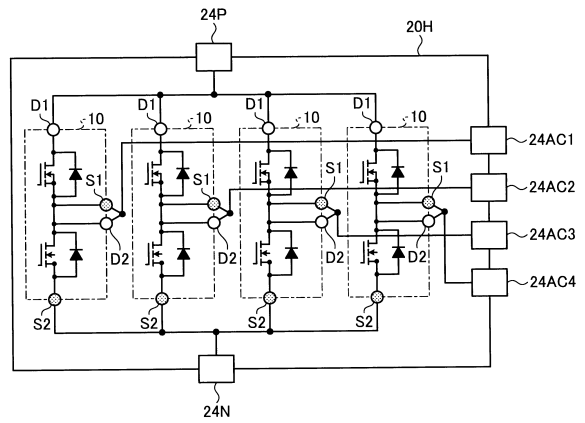 24P
20H
D1 10 D1 10 D1 10 D1 10
24AC1
S1 S1 S1 S1
24AC2
24AC3
D2 D2 D2 D2
24AC4
S2 S2 S2 S2
24N